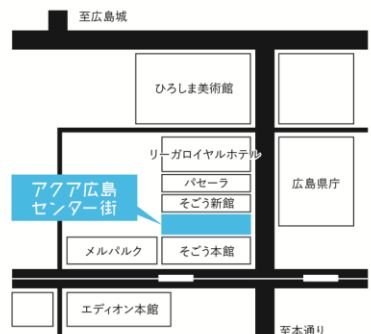 至広島城
ひろしま美術館
リーガロイヤルホテル
パセーラ
広島県庁
そごう新館
アクア広島
センター街
メルパルク
そごう本館
エディオン本館
至本通り